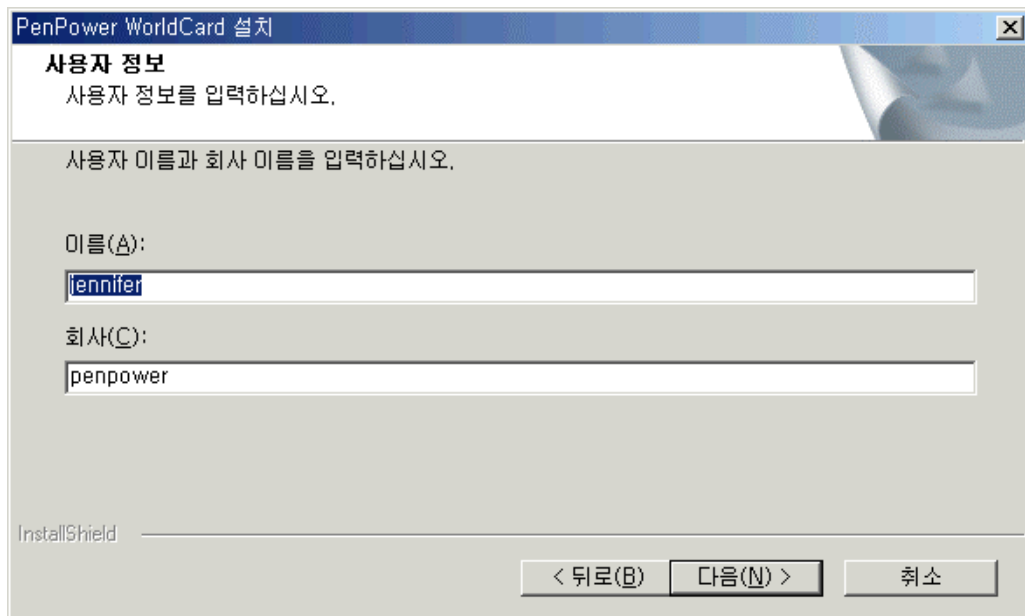 PenPower WorldCard 설치
사용자 정보
사용자 정보를 입력하십시오.
사용자 이름과 회사 이름을 입력하십시오.
이름(A):
jennifer
회사(C):
penpower
InstallShield
< 뒤로(B) 다음(N) > 취소